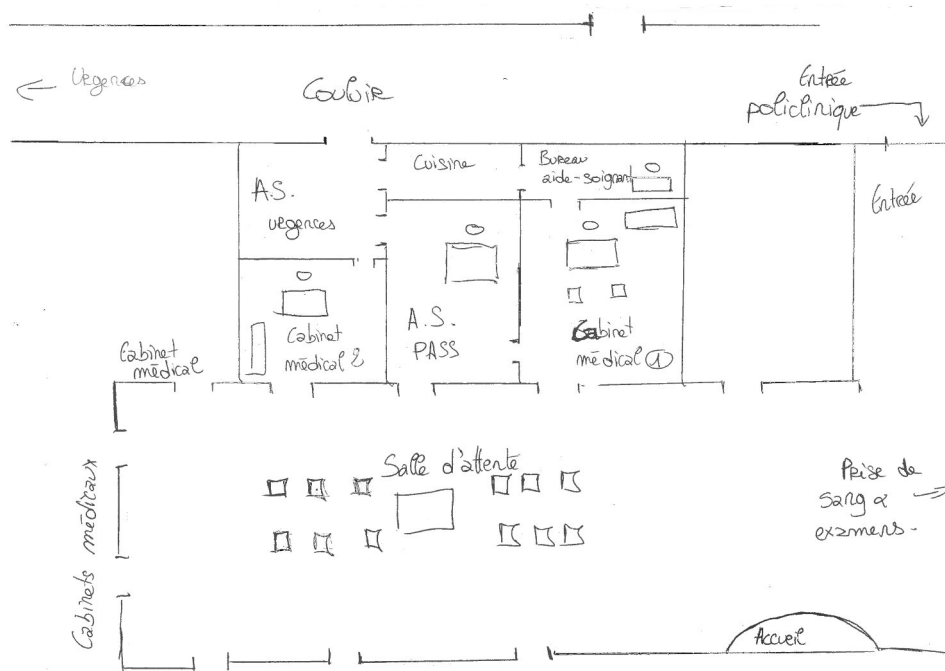 Urgences
Couloir
Entrée
policlinique
Cuisine
Bureau
aide-soignant
A.S.
urgences
Entrée
A.S.
PASS
Cabinet
médical 2
Cabinet
médical 1
Cabinet
médical
Cabinets médicaux
Salle d'attente
Prise de
sang &
examens.
Accueil